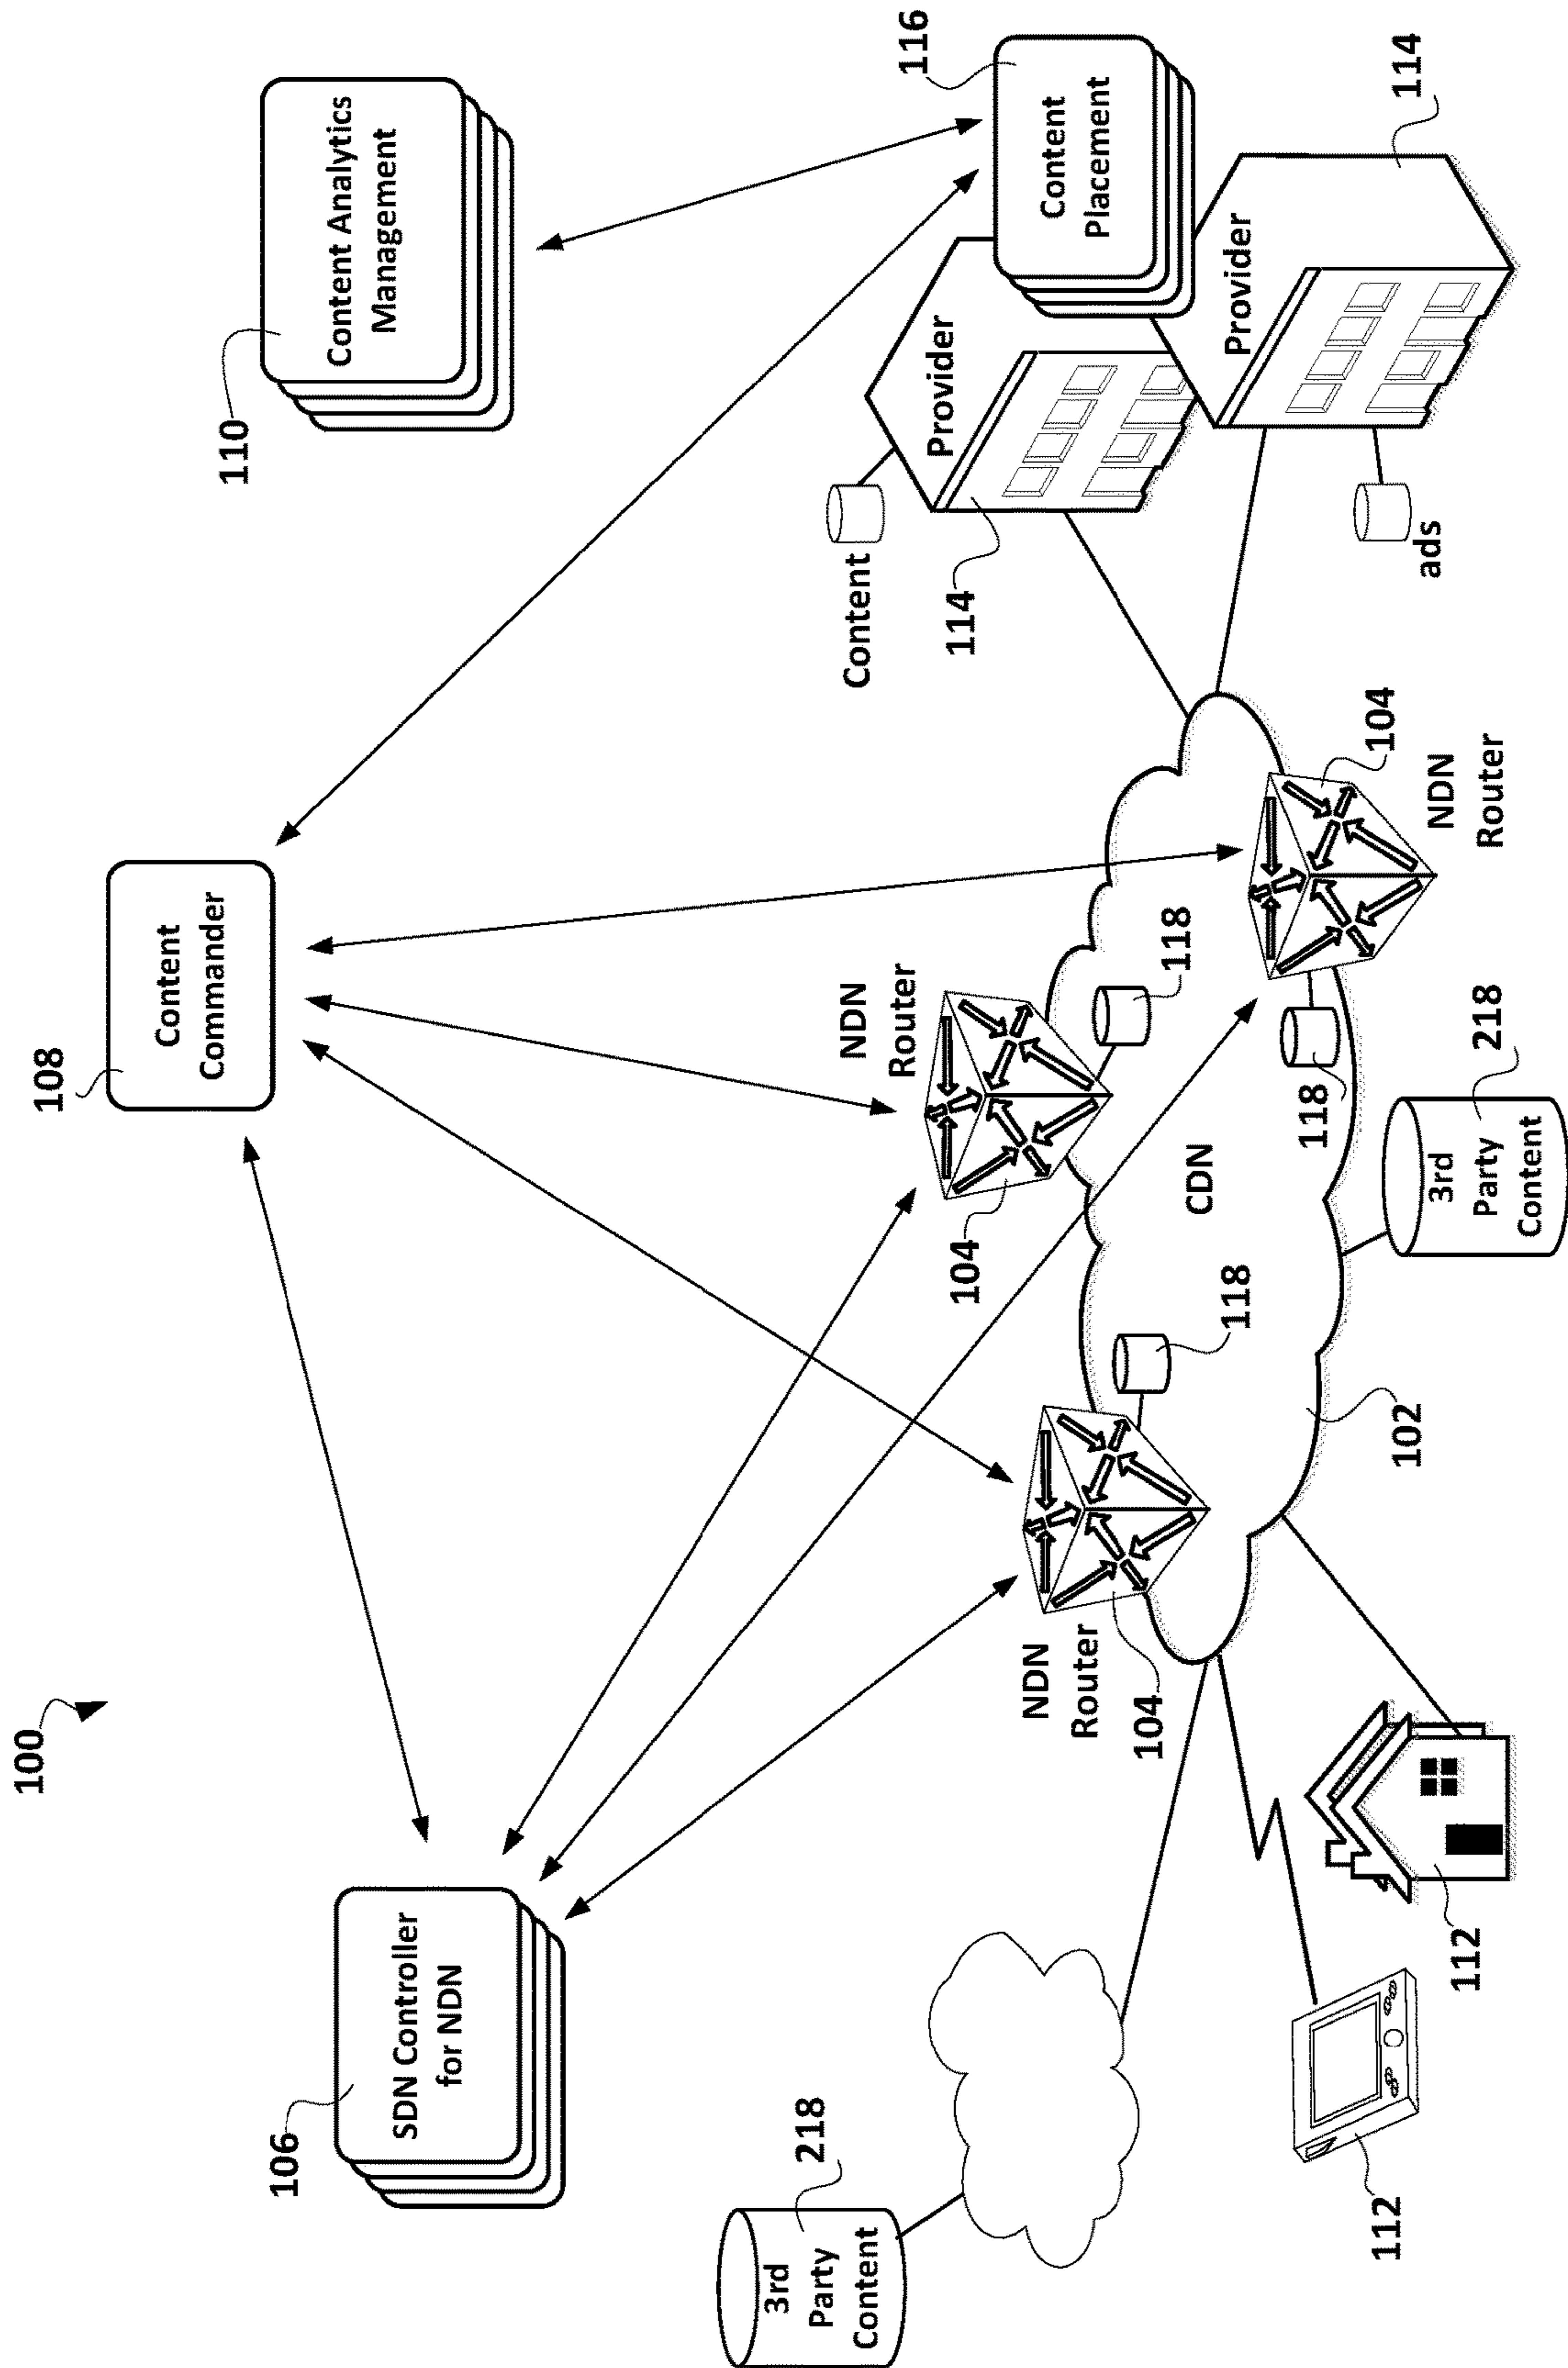 100
108
Content
Commander
106
SDN Controller
for NDN
110
Content Analytics
Management
116
Content
Placement
Provider
114
Provider
114
Content
ads
NDN
Router
104
NDN
Router
104
NDN
Router
104
118
118
118
CDN
102
3rd
Party
Content
218
3rd
Party
Content
218
112
112